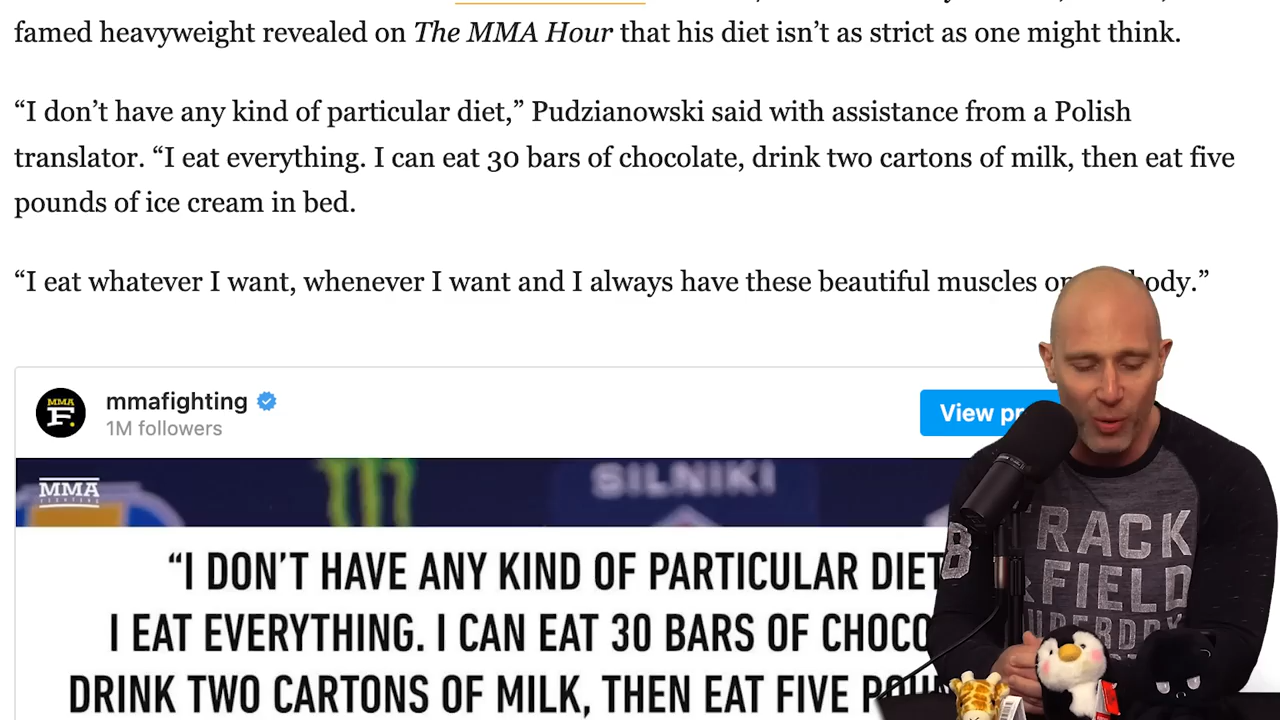 famed heavyweight revealed on The MMA Hour that his diet isn’t as strict as one might think.
“I don’t have any kind of particular diet,” Pudzianowski said with assistance from a Polish
translator. “I eat everything. I can eat 30 bars of chocolate, drink two cartons of milk, then eat five
pounds of ice cream in bed.
“I eat whatever I want, whenever I want and I always have these beautiful muscles body.”
mmafighting
1M followers
View
MMA
F.
MMA
FIGHTING
SILNIKI
“I DON’T HAVE ANY KIND OF PARTICULAR DIET
I EAT EVERYTHING. I CAN EAT 30 BARS OF
DRINK TWO CARTONS OF MILK, THEN EAT FIVE
TRACK
& FIELD
SUPERDRY